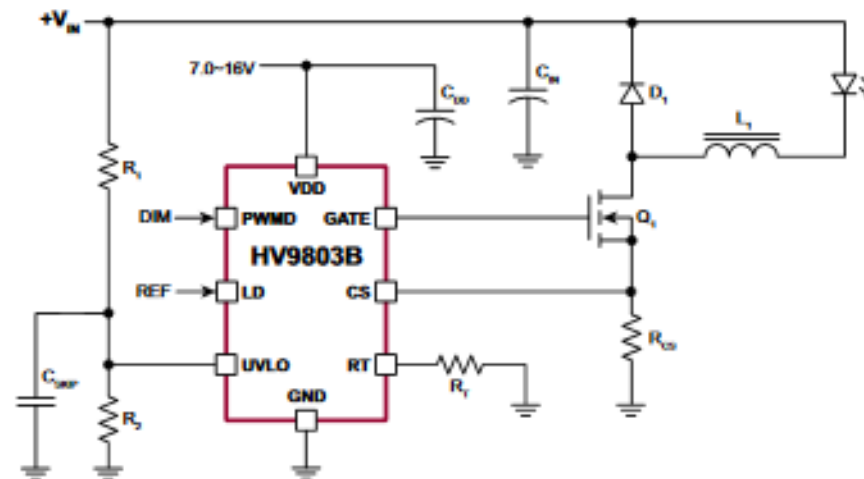 +VIN
7.0~16V
CDD
CIN
D1
L1
R1
VDD
DIM
PWMD
GATE
Q1
HV9803B
REF
LD
CS
CSKIP
UVLO
RT
RCS
R2
GND
RT